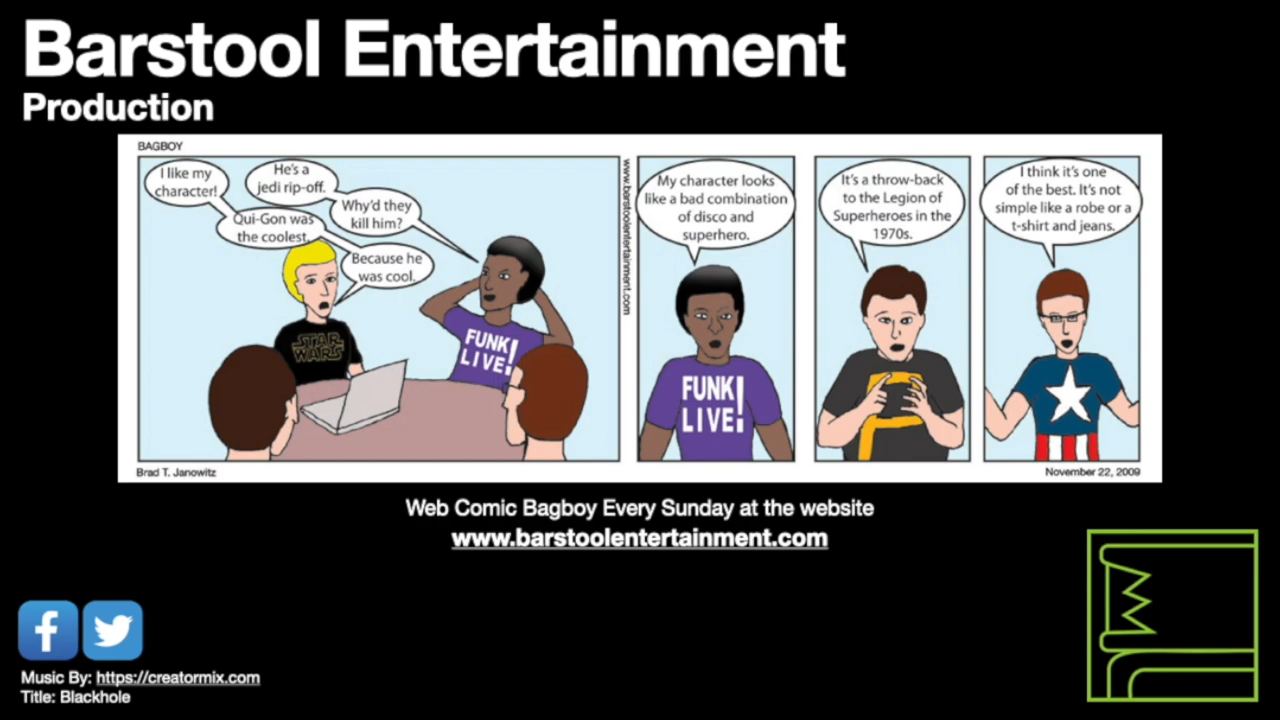 Barstool Entertainment
Production
BAGBOY
I like my
character!
He's a
jedi rip-off.
Qui-Gon was
the coolest.
Why'd they
kill him?
Because he
was cool.
STAR
WARS
FUNK
LIVE!
www.barstoolentertainment.com
My character looks
like a bad combination
of disco and
superhero.
FUNK
LIVE!
It's a throw-back
to the Legion of
Superheroes in the
1970s.
I think it's one
of the best. It's not
simple like a robe or a
t-shirt and jeans.
Brad T. Janowitz
November 22, 2009
Web Comic Bagboy Every Sunday at the website
www.barstoolentertainment.com
Music By: https://creatormix.com
Title: Blackhole